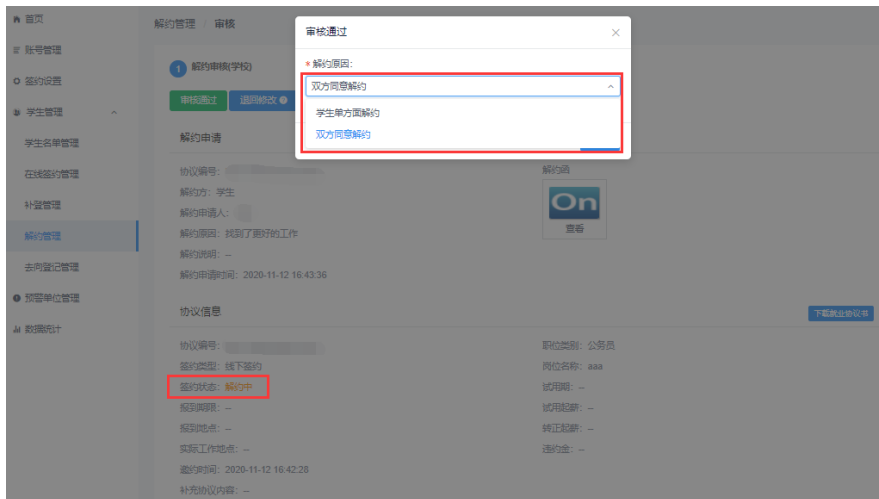 首页
账号管理
签约设置
学生管理
学生名单管理
在线签约管理
补登管理
解约管理
去向登记管理
预警单位管理
数据统计
解约管理 / 审核
1 解约审核(学校)
审核通过 退回修改
审核通过
* 解约原因:
双方同意解约
学生单方面解约
双方同意解约
解约申请
协议编号:
解约方: 学生
解约申请人:
解约原因: 找到了更好的工作
解约说明: --
解约申请时间: 2020-11-12 16:43:36
解约函
On
查看
协议信息
下载就业协议书
协议编号:
签约类型: 线下签约
签约状态: 解约中
报到期限: --
报到地点: --
实际工作地点: --
邀约时间: 2020-11-12 16:42:28
补充协议内容: --
职位类别: 公务员
岗位名称: aaa
试用期: --
试用起薪: --
转正起薪: --
违约金: --